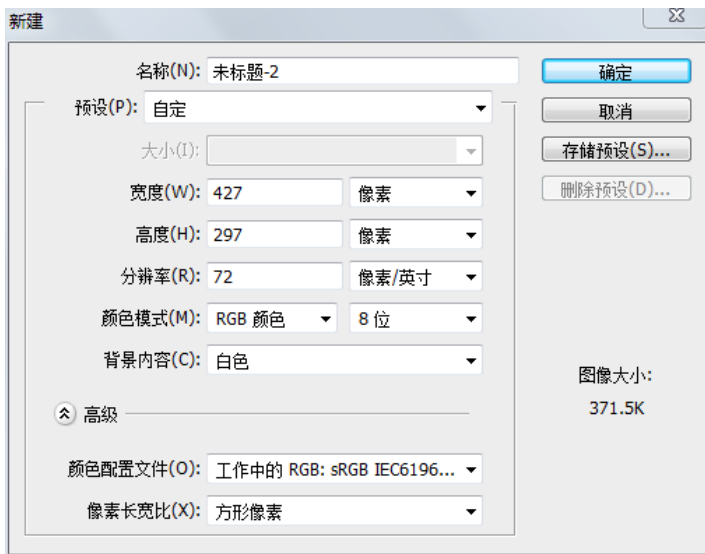 新建
名称(N): 未标题-2
确定
预设(P): 自定
取消
大小(I):
存储预设(S)...
宽度(W): 427 像素
删除预设(D)...
高度(H): 297 像素
分辨率(R): 72 像素/英寸
颜色模式(M): RGB 颜色 8 位
背景内容(C): 白色
图像大小:
371.5K
高级
颜色配置文件(O): 工作中的 RGB: sRGB IEC6196...
像素长宽比(X): 方形像素